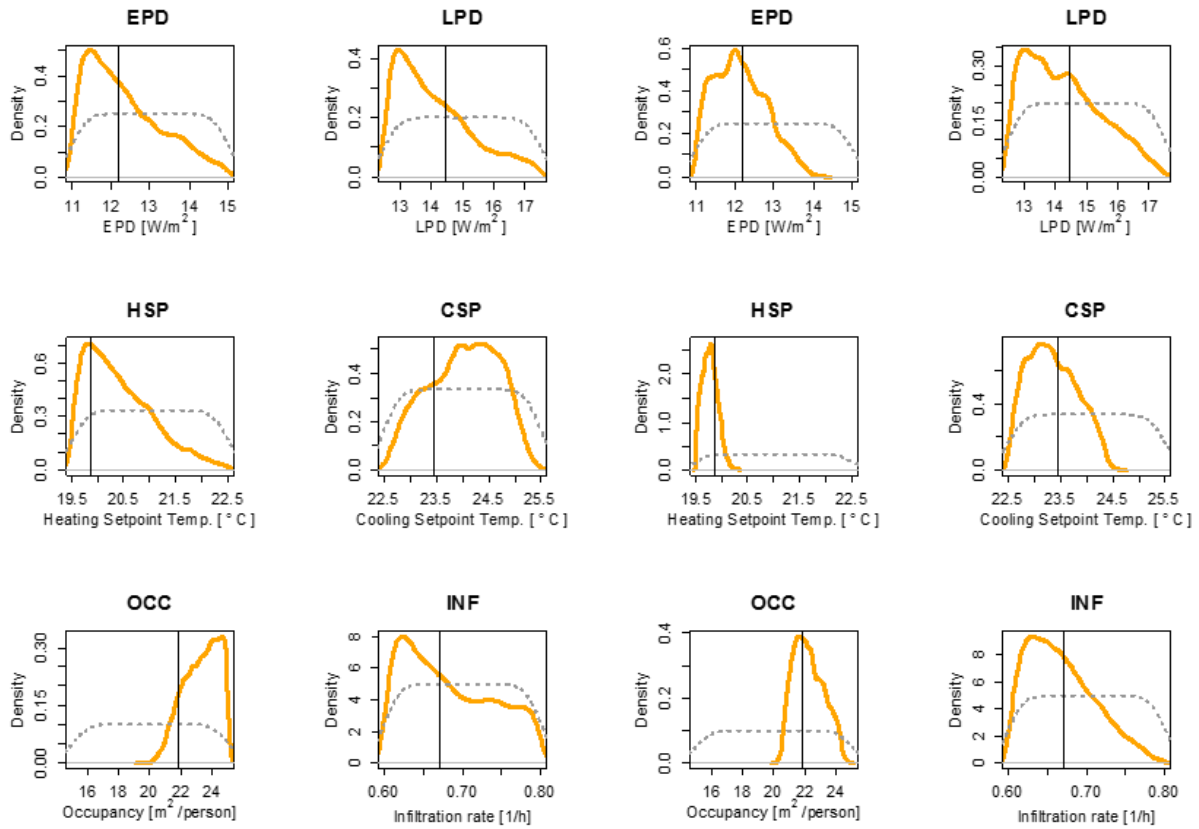 EPD LPD EPD LPD
Density 0.0 0.2 0.4
11 12 13 14 15
EPD [W/m²]
Density 0.0 0.2 0.4
13 14 15 16 17
LPD [W/m²]
Density 0.0 0.2 0.4 0.6
11 12 13 14 15
EPD [W/m²]
Density 0.00 0.15 0.30
13 14 15 16 17
LPD [W/m²]
HSP CSP HSP CSP
Density 0.0 0.3 0.6
19.5 20.5 21.5 22.5
Heating Setpoint Temp. [°C]
Density 0.0 0.2 0.4
22.5 23.5 24.5 25.5
Cooling Setpoint Temp. [°C]
Density 0.0 1.0 2.0
19.5 20.5 21.5 22.5
Heating Setpoint Temp. [°C]
Density 0.0 0.4
22.5 23.5 24.5 25.5
Cooling Setpoint Temp. [°C]
OCC INF OCC INF
Density 0.00 0.15 0.30
16 18 20 22 24
Occupancy [m²/person]
Density 0 2 4 6 8
0.60 0.70 0.80
Infiltration rate [1/h]
Density 0.0 0.2 0.4
16 18 20 22 24
Occupancy [m²/person]
Density 0 2 4 6 8
0.60 0.70 0.80
Infiltration rate [1/h]